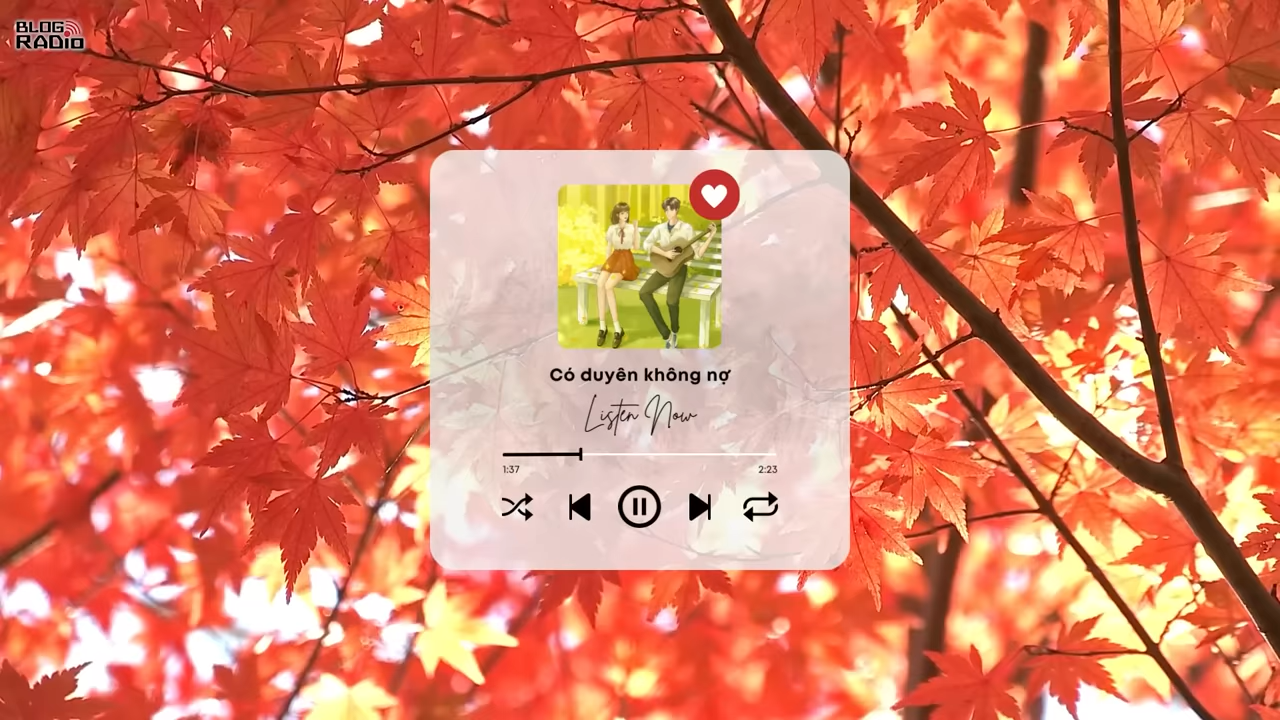 BLOG
RADIO
Có duyên không nợ
Listen Now
1:37 2:23